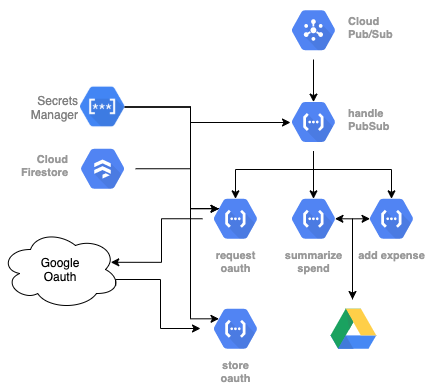 Cloud
Pub/Sub
Secrets
Manager
[***]
handle
PubSub
Cloud
Firestore
request
oauth
summarize
spend
add expense
Google
Oauth
store
oauth